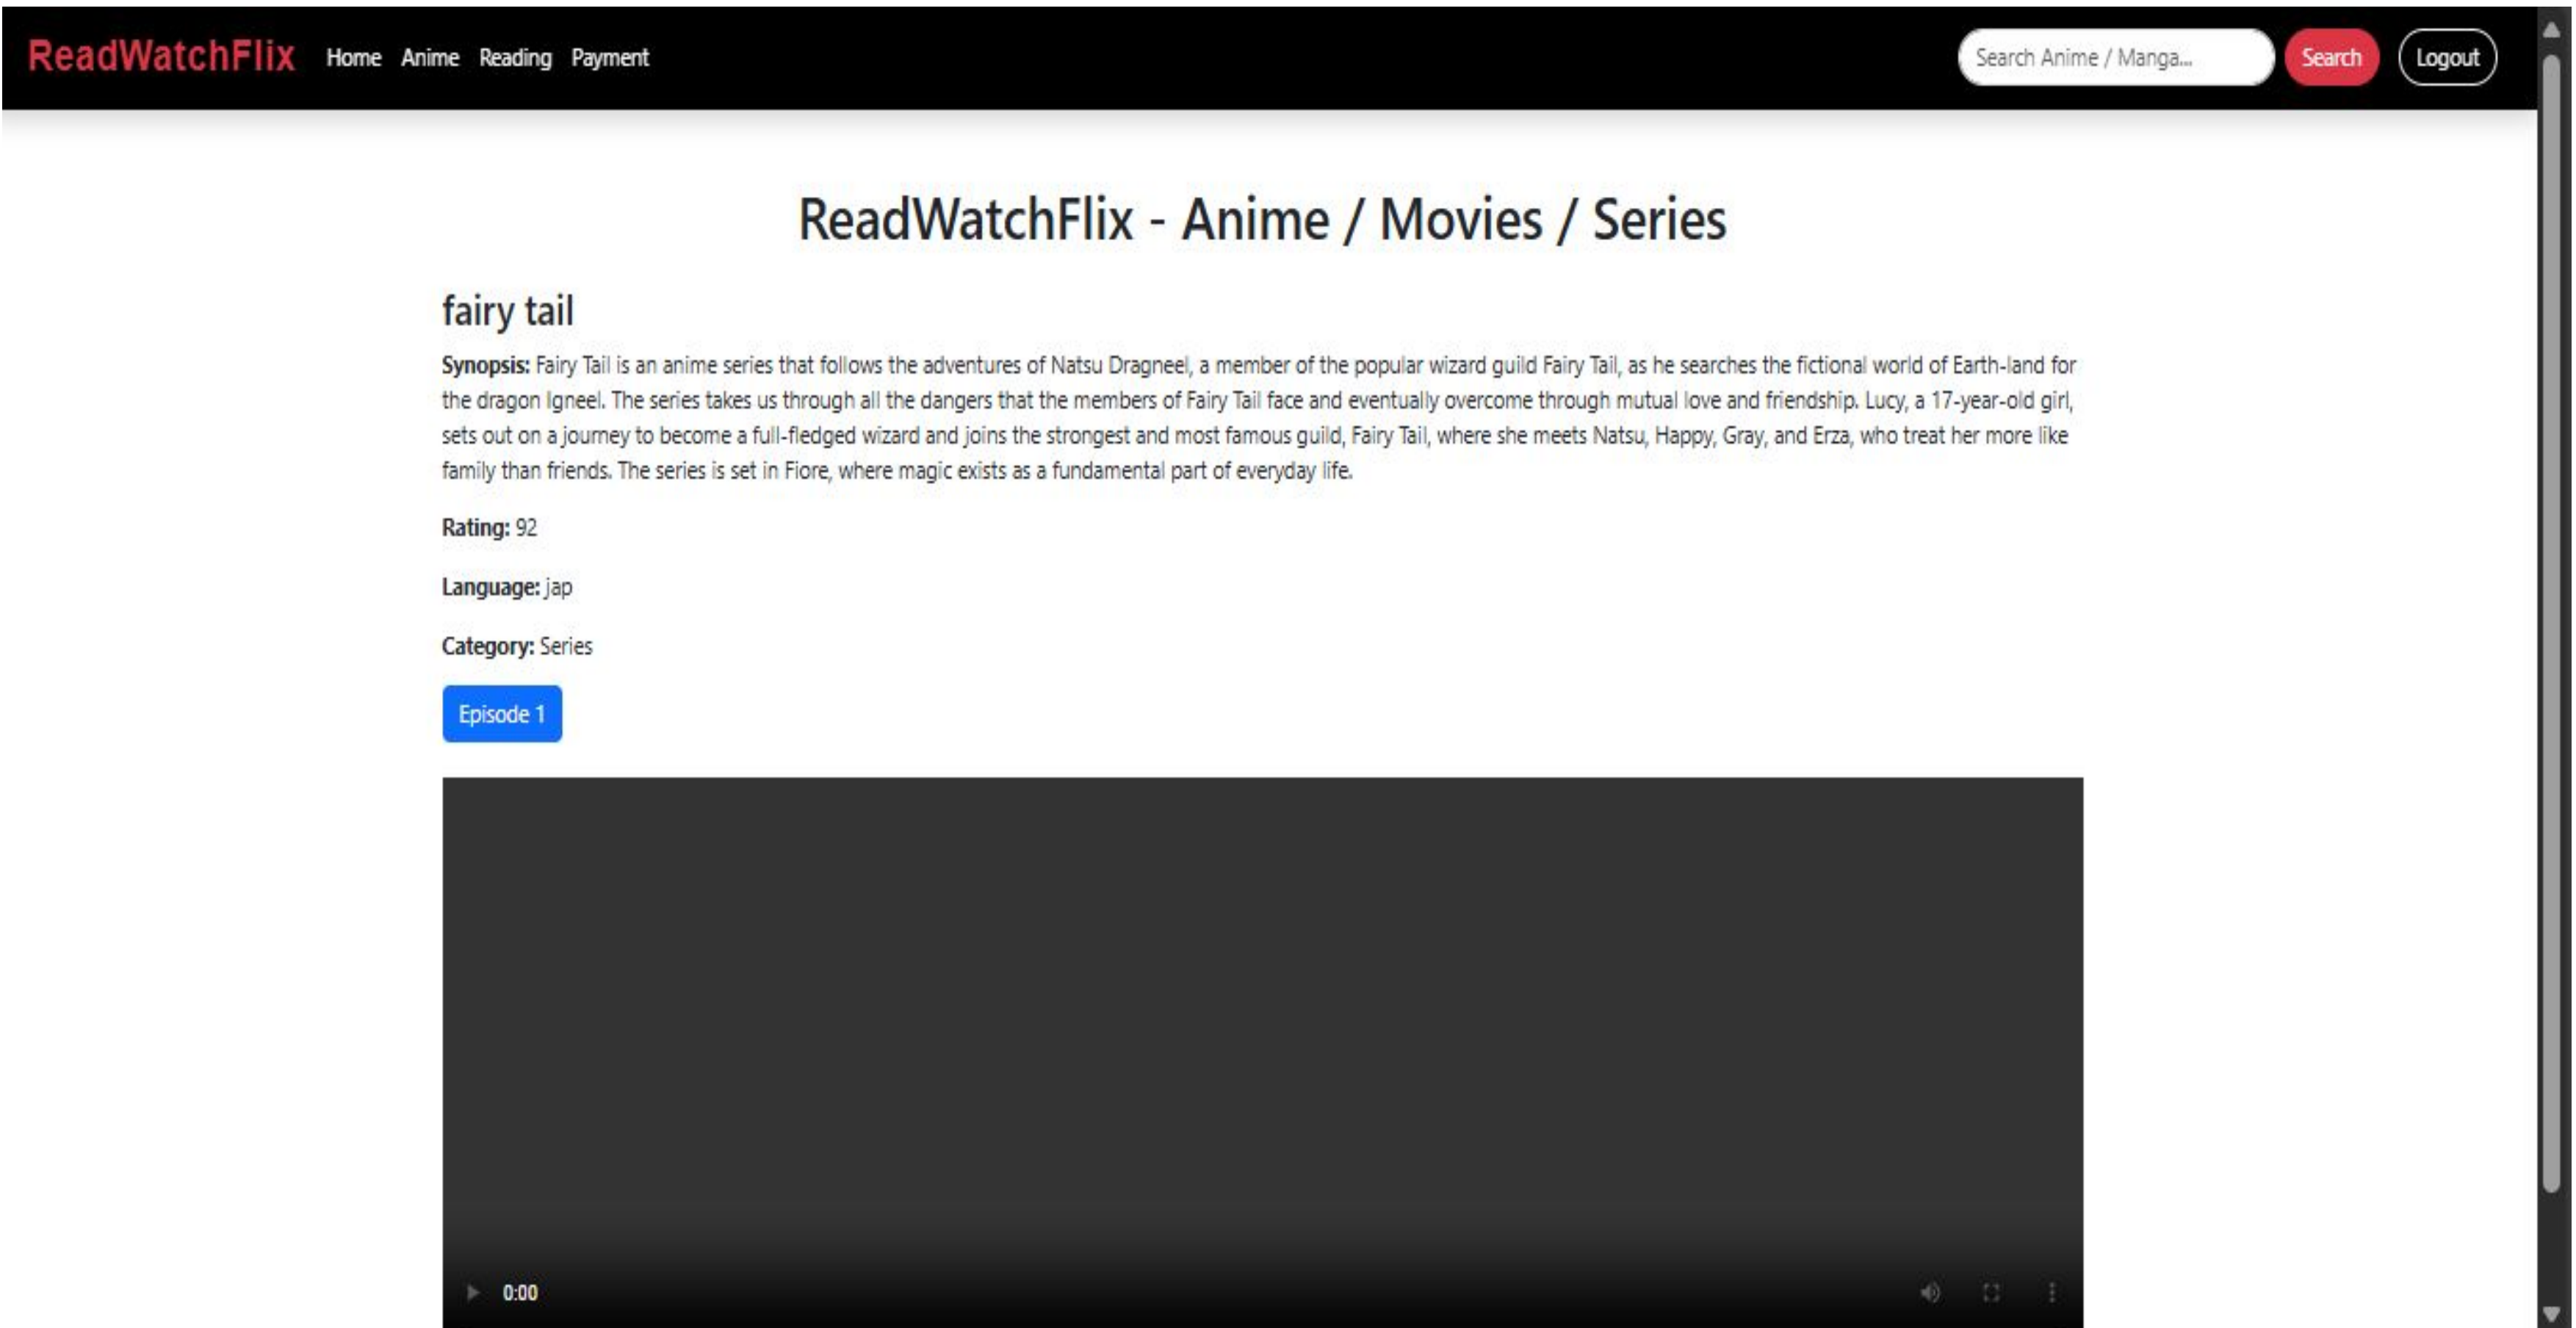 ReadWatchFlix Home Anime Reading Payment Search Anime / Manga... Search Logout
ReadWatchFlix - Anime / Movies / Series
fairy tail
Synopsis: Fairy Tail is an anime series that follows the adventures of Natsu Dragneel, a member of the popular wizard guild Fairy Tail, as he searches the fictional world of Earth-land for
the dragon Igneel. The series takes us through all the dangers that the members of Fairy Tail face and eventually overcome through mutual love and friendship. Lucy, a 17-year-old girl,
sets out on a journey to become a full-fledged wizard and joins the strongest and most famous guild, Fairy Tail, where she meets Natsu, Happy, Gray, and Erza, who treat her more like
family than friends. The series is set in Fiore, where magic exists as a fundamental part of everyday life.
Rating: 92
Language: jap
Category: Series
Episode 1
0:00